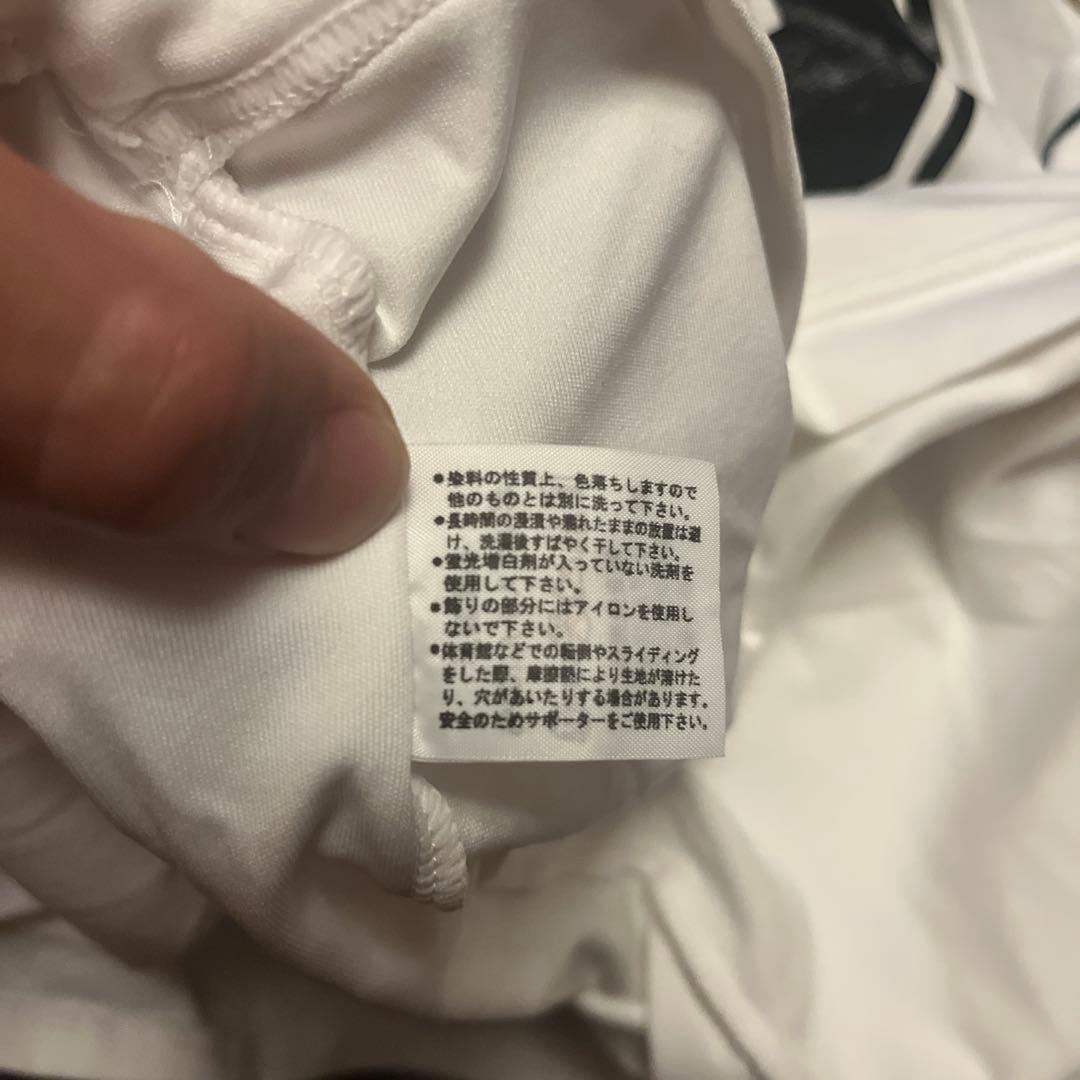 ●染料の性質上、色落ちしますので
他のものとは別に洗って下さい。
●長時間の浸漬や濡れたままの放置は避
け、洗濯後すばやく干して下さい。
●蛍光増白剤が入っていない洗剤を
使用して下さい。
●飾りの部分にはアイロンを使用し
ないで下さい。
●体育館などでの転倒やスライディング
をした際、摩擦熱により生地が溶けた
り、穴があいたりする場合があります。
安全のためサポーターをご使用下さい。